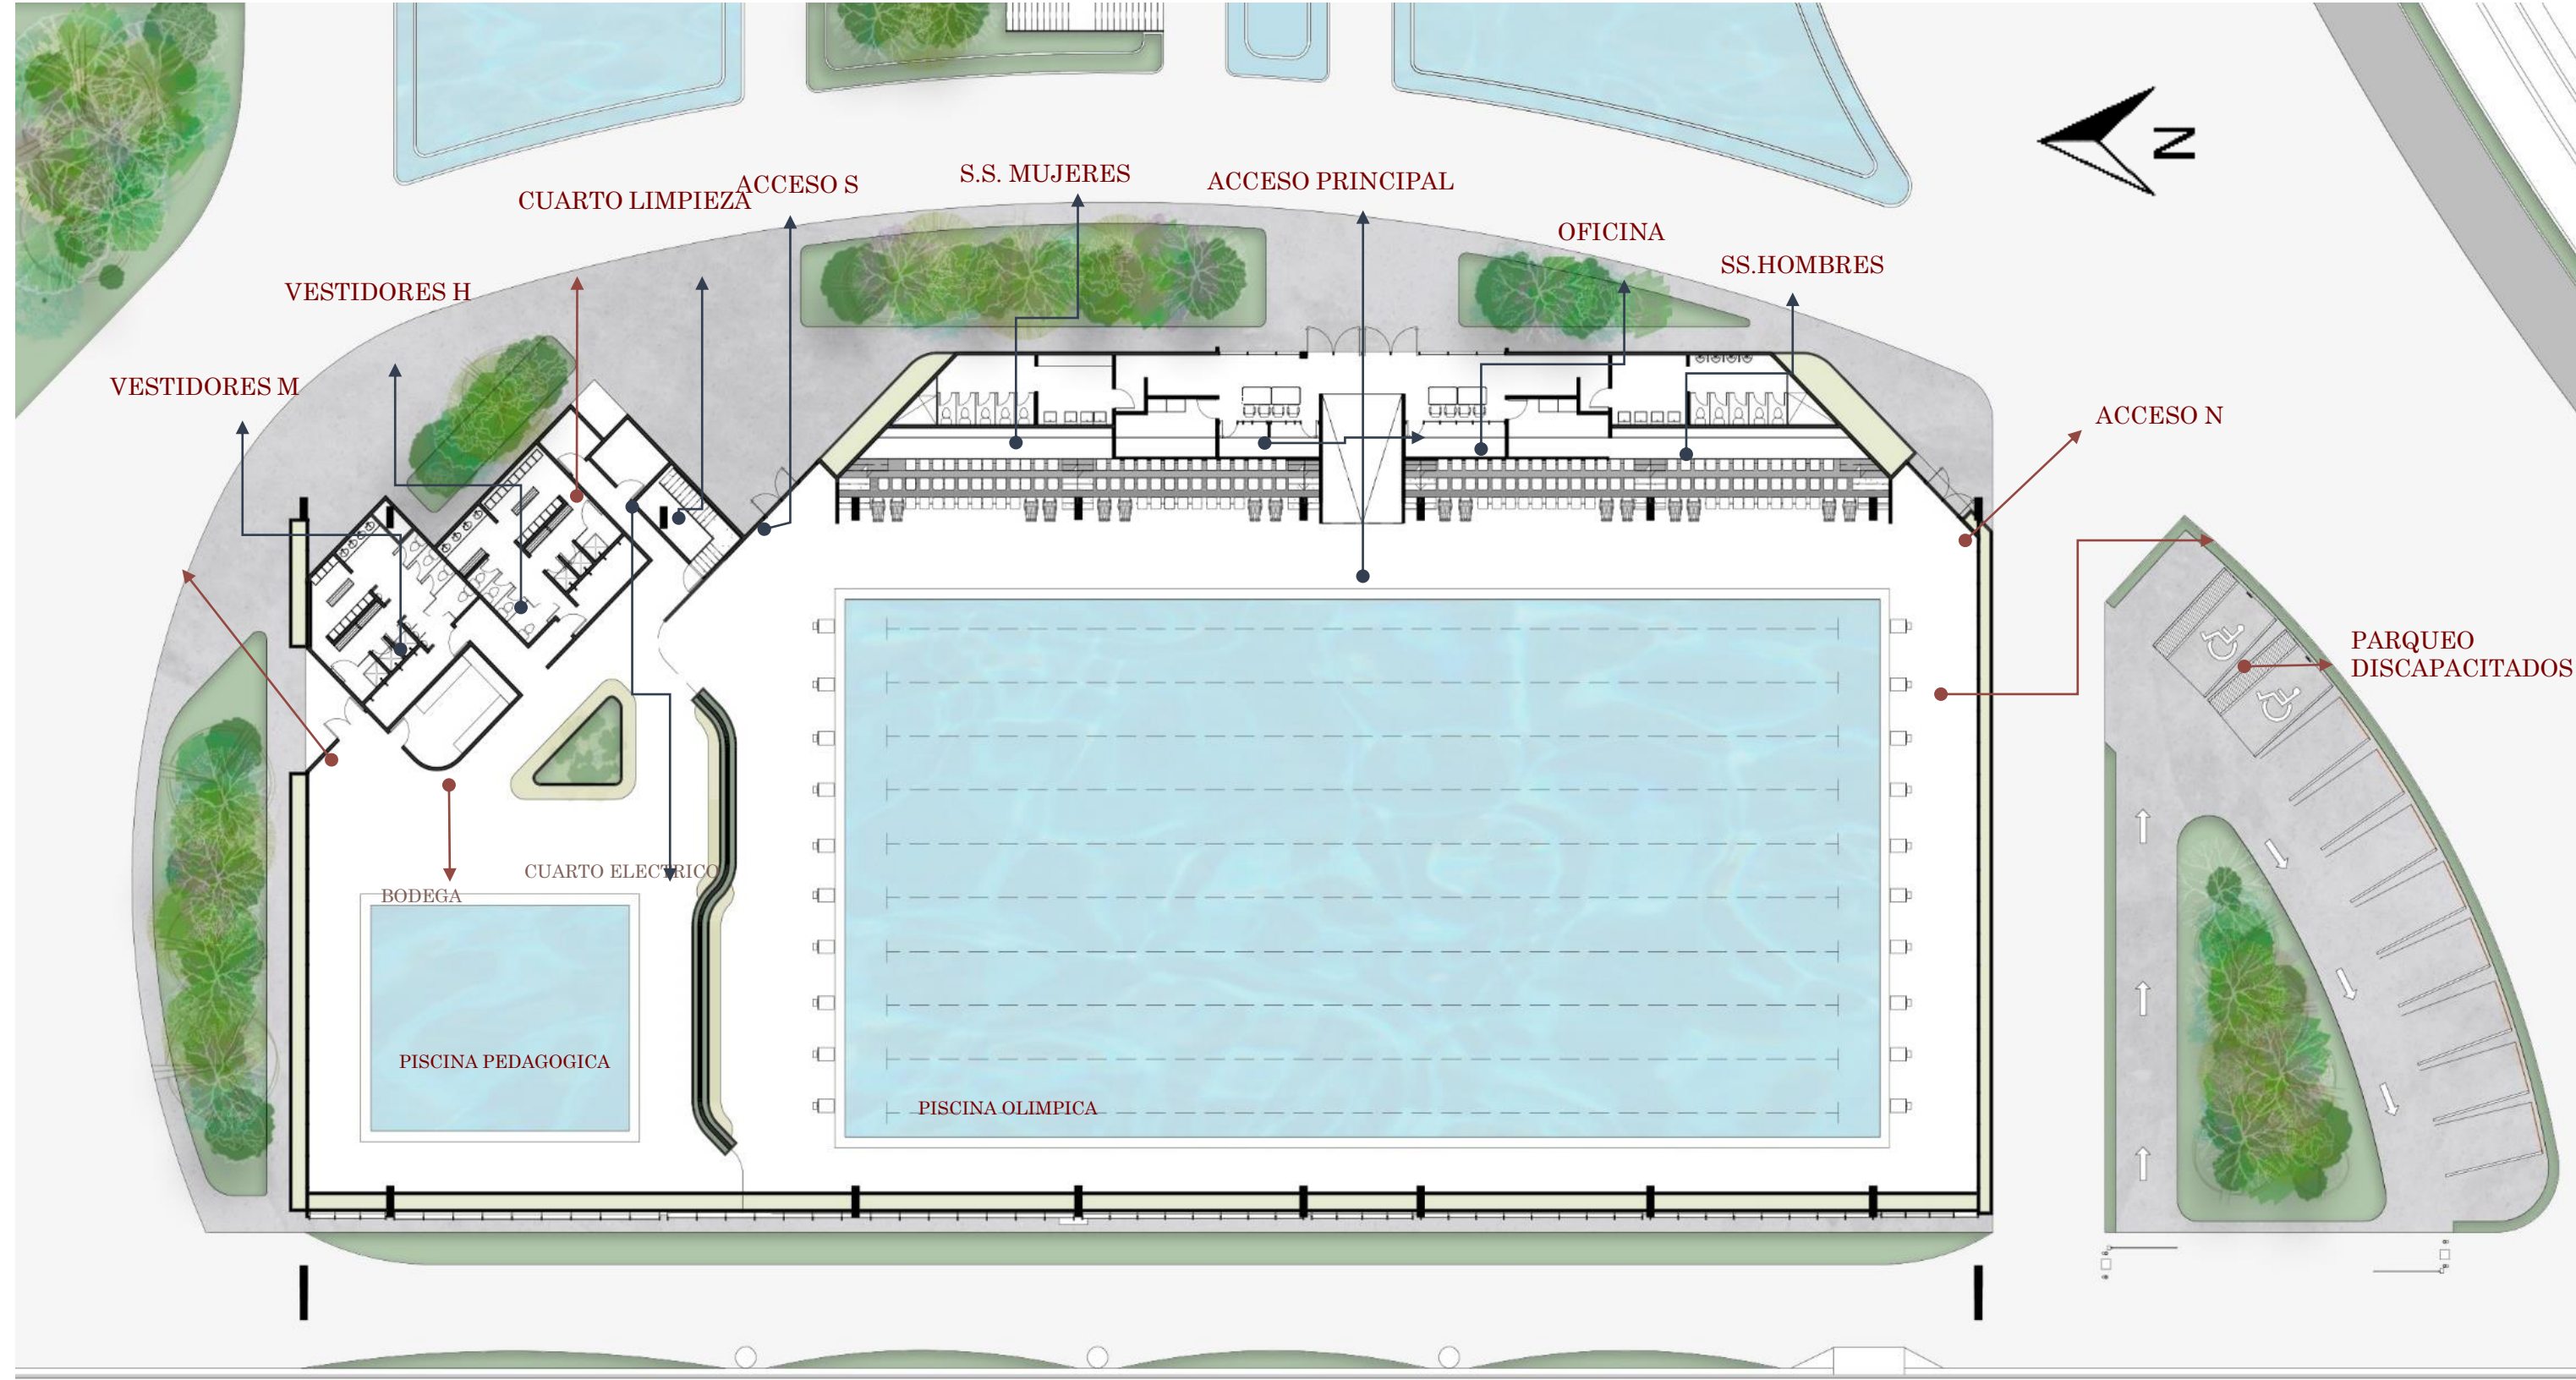 N
S.S. MUJERES
ACCESO PRINCIPAL
ACCESO S
CUARTO LIMPIEZA
OFICINA
SS.HOMBRES
VESTIDORES H
VESTIDORES M
ACCESO N
PARQUEO
DISCAPACITADOS
CUARTO ELECTRICO
BODEGA
PISCINA PEDAGOGICA
PISCINA OLIMPICA